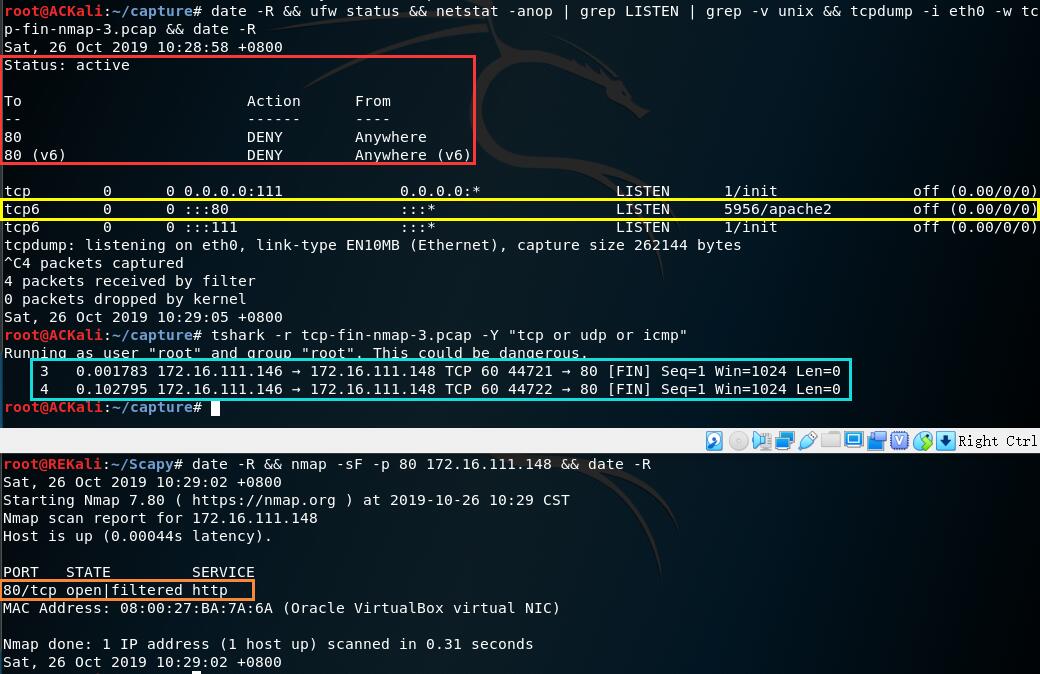 root@ACKali:~/capture# date -R && ufw status && netstat -anop | grep LISTEN | grep -v unix && tcpdump -i eth0 -w tc
p-fin-nmap-3.pcap && date -R
Sat, 26 Oct 2019 10:28:58 +0800
Status: active
To                         Action      From
--                         ------      ----
80                         DENY        Anywhere
80 (v6)                    DENY        Anywhere (v6)
tcp        0      0 0.0.0.0:111             0.0.0.0:*               LISTEN      1/init               off (0.00/0/0)
tcp6       0      0 :::80                   :::*                    LISTEN      5956/apache2         off (0.00/0/0)
tcp6       0      0 :::111                  :::*                    LISTEN      1/init               off (0.00/0/0)
tcpdump: listening on eth0, link-type EN10MB (Ethernet), capture size 262144 bytes
^C4 packets captured
4 packets received by filter
0 packets dropped by kernel
Sat, 26 Oct 2019 10:29:05 +0800
root@ACKali:~/capture# tshark -r tcp-fin-nmap-3.pcap -Y "tcp or udp or icmp"
Running as user "root" and group "root". This could be dangerous.
    3   0.001783 172.16.111.146 → 172.16.111.148 TCP 60 44721 → 80 [FIN] Seq=1 Win=1024 Len=0
    4   0.102795 172.16.111.146 → 172.16.111.148 TCP 60 44722 → 80 [FIN] Seq=1 Win=1024 Len=0
root@ACKali:~/capture#
Right Ctrl
root@REKali:~/Scapy# date -R && nmap -sF -p 80 172.16.111.148 && date -R
Sat, 26 Oct 2019 10:29:02 +0800
Starting Nmap 7.80 ( https://nmap.org ) at 2019-10-26 10:29 CST
Nmap scan report for 172.16.111.148
Host is up (0.00044s latency).
PORT   STATE         SERVICE
80/tcp open|filtered http
MAC Address: 08:00:27:BA:7A:6A (Oracle VirtualBox virtual NIC)
Nmap done: 1 IP address (1 host up) scanned in 0.31 seconds
Sat, 26 Oct 2019 10:29:02 +0800